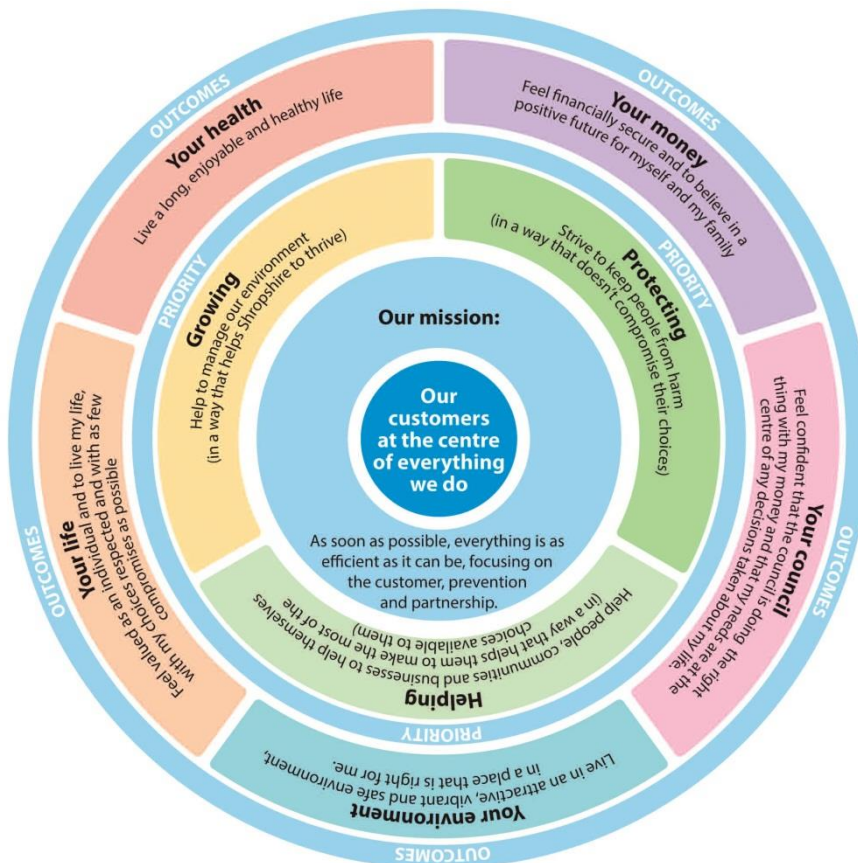 OUTCOMES
Your health
Live a long, enjoyable and healthy life
OUTCOMES
Your money
Feel financially secure and to believe in a
positive future for myself and my family
OUTCOMES
Your council
Feel confident that the council is doing the right
thing with my money and that my needs are at the
centre of any decisions taken about my life.
OUTCOMES
Your environment
Live in an attractive, vibrant and safe environment,
in a place that is right for me.
OUTCOMES
Your life
Feel valued as an individual and to live my life,
with my choices respected and with as few
compromises as possible
PRIORITY
Growing
Help to manage our environment
(in a way that helps Shropshire to thrive)
PRIORITY
Protecting
Strive to keep people from harm
(in a way that doesn't compromise their choices)
PRIORITY
Helping
Help people, communities and businesses to help themselves
(in a way that helps them to make the most of the
choices available to them)
Our mission:
Our
customers
at the centre
of everything
we do
As soon as possible, everything is as
efficient as it can be, focusing on
the customer, prevention
and partnership.